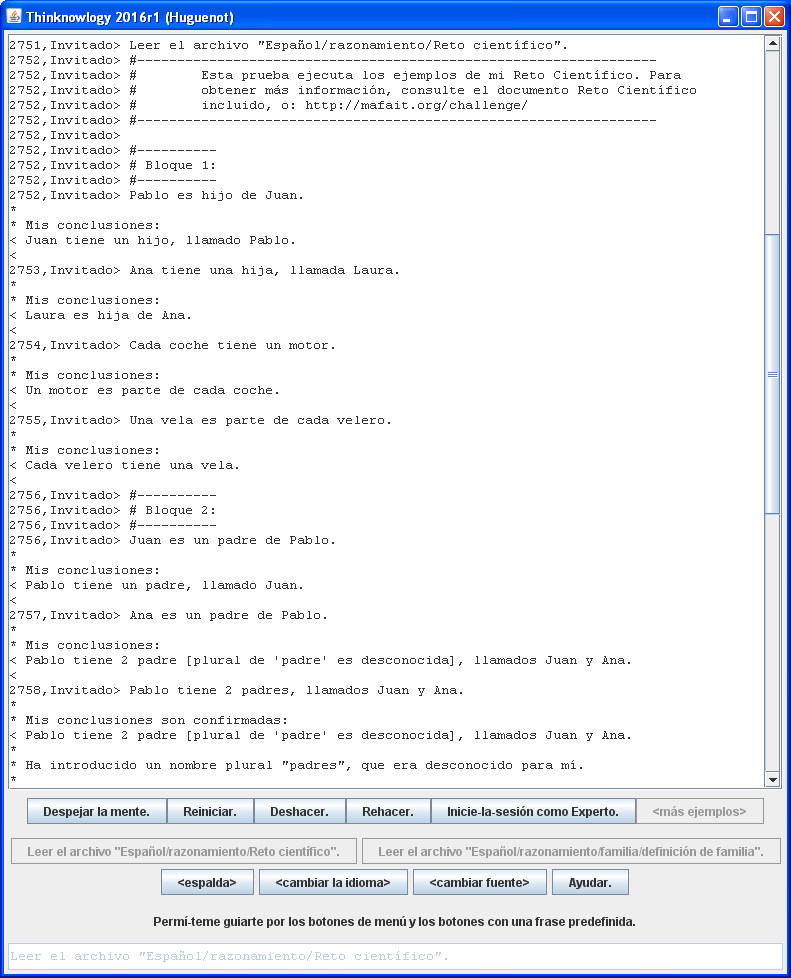 Thinknowlogy 2016r1 (Huguenot)
2751,Invitado> Leer el archivo "Español/razonamiento/Reto científico".
2752,Invitado> #-----------------------------------------------------------------
2752,Invitado> #        Esta prueba ejecuta los ejemplos de mi Reto Científico. Para
2752,Invitado> #        obtener más información, consulte el documento Reto Científico
2752,Invitado> #        incluido, o: http://mafait.org/challenge/
2752,Invitado> #-----------------------------------------------------------------
2752,Invitado>
2752,Invitado> #----------
2752,Invitado> # Bloque 1:
2752,Invitado> #----------
2752,Invitado> Pablo es hijo de Juan.
*
* Mis conclusiones:
< Juan tiene un hijo, llamado Pablo.
<
2753,Invitado> Ana tiene una hija, llamada Laura.
*
* Mis conclusiones:
< Laura es hija de Ana.
<
2754,Invitado> Cada coche tiene un motor.
*
* Mis conclusiones:
< Un motor es parte de cada coche.
<
2755,Invitado> Una vela es parte de cada velero.
*
* Mis conclusiones:
< Cada velero tiene una vela.
<
2756,Invitado> #----------
2756,Invitado> # Bloque 2:
2756,Invitado> #----------
2756,Invitado> Juan es un padre de Pablo.
*
* Mis conclusiones:
< Pablo tiene un padre, llamado Juan.
<
2757,Invitado> Ana es un padre de Pablo.
*
* Mis conclusiones:
< Pablo tiene 2 padre [plural de 'padre' es desconocida], llamados Juan y Ana.
<
2758,Invitado> Pablo tiene 2 padres, llamados Juan y Ana.
*
* Mis conclusiones son confirmadas:
< Pablo tiene 2 padre [plural de 'padre' es desconocida], llamados Juan y Ana.
*
* Ha introducido un nombre plural "padres", que era desconocido para mí.
*
Despejar la mente. Reiniciar. Deshacer. Rehacer. Inicie-la-sesión como Experto. <más ejemplos>
Leer el archivo "Español/razonamiento/Reto científico". Leer el archivo "Español/razonamiento/familia/definición de familia".
<espalda> <cambiar la idioma> <cambiar fuente> Ayudar.
Permí-teme guiarte por los botones de menú y los botones con una frase predefinida.
Leer el archivo "Español/razonamiento/Reto científico".